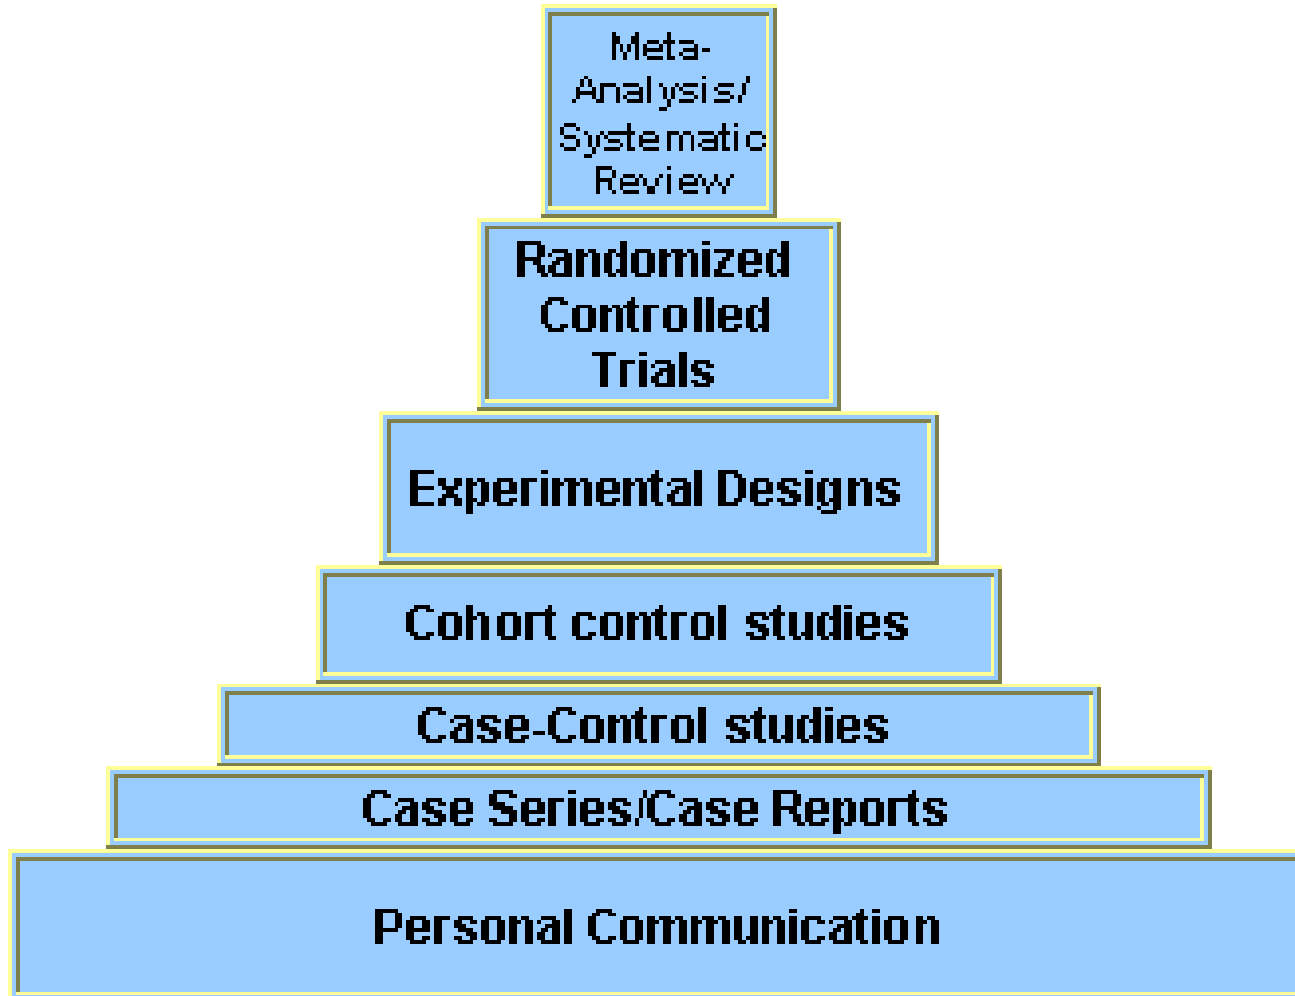 Meta-
Analysis/
Systematic
Review
Randomized
Controlled
Trials
Experimental Designs
Cohort control studies
Case-Control studies
Case Series/Case Reports
Personal Communication